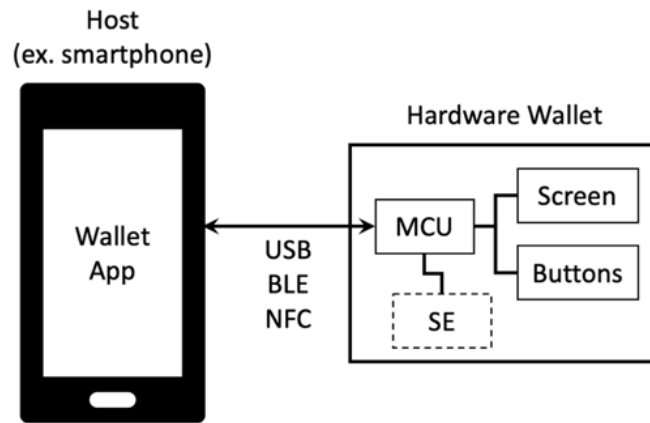 Host
(ex. smartphone)
Wallet
App
USB
BLE
NFC
Hardware Wallet
MCU
SE
Screen
Buttons